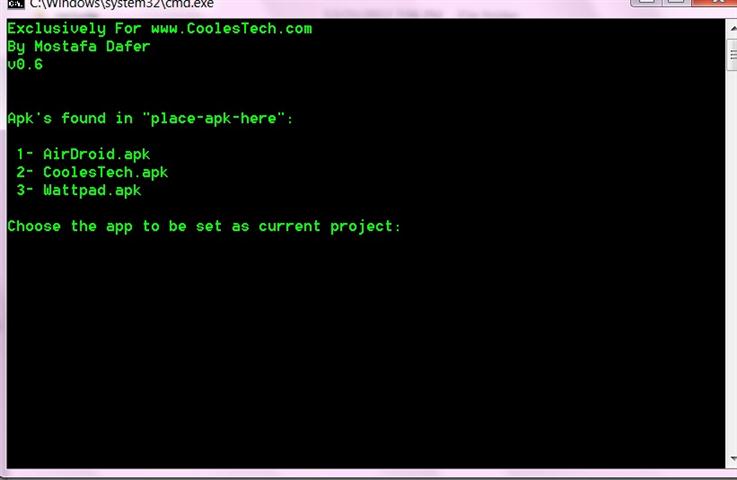 C:\Windows\system32\cmd.exe
Exclusively For www.CoolesTech.com
By Mostafa Dafer
v0.6
Apk's found in "place-apk-here":
1- AirDroid.apk
2- CoolesTech.apk
3- Wattpad.apk
Choose the app to be set as current project: